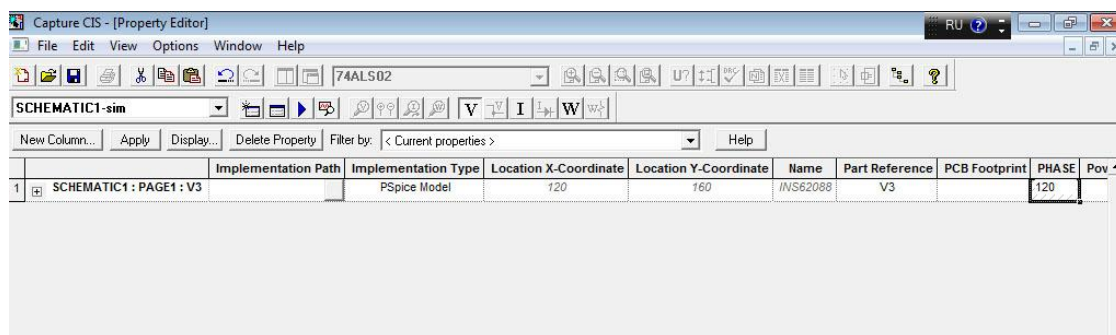 Capture CIS - [Property Editor]
RU
File Edit View Options Window Help
74ALS02
U?
SCHEMATIC1-sim
V I W
New Column... Apply Display... Delete Property Filter by: < Current properties > Help
Implementation Path Implementation Type Location X-Coordinate Location Y-Coordinate Name Part Reference PCB Footprint PHASE Pov
1 SCHEMATIC1 : PAGE1 : V3 PSpice Model 120 160 INS62088 V3 120